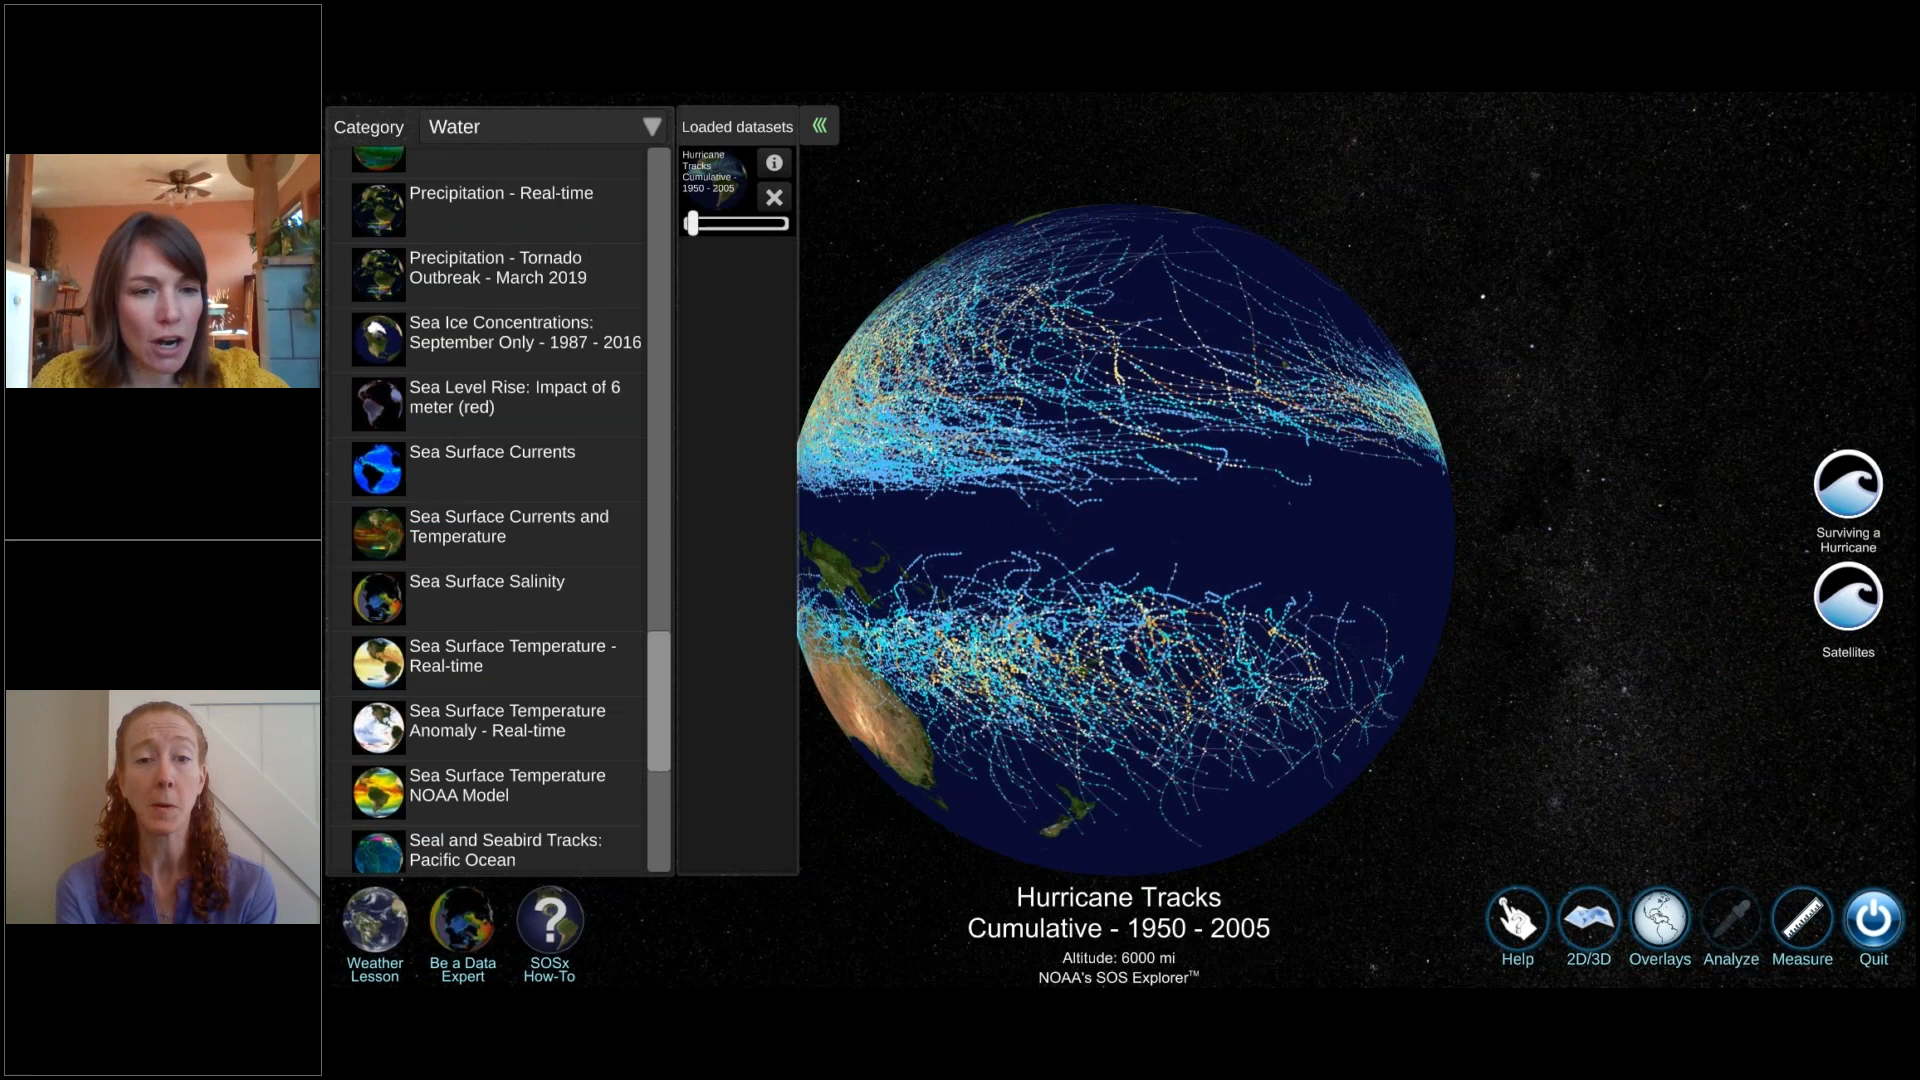 Category
Water
Precipitation - Real-time
Precipitation - Tornado
Outbreak - March 2019
Sea Ice Concentrations:
September Only - 1987 - 2016
Sea Level Rise: Impact of 6
meter (red)
Sea Surface Currents
Sea Surface Currents and
Temperature
Sea Surface Salinity
Sea Surface Temperature -
Real-time
Sea Surface Temperature
Anomaly - Real-time
Sea Surface Temperature
NOAA Model
Seal and Seabird Tracks:
Pacific Ocean
Loaded datasets
Hurricane
Tracks
Cumulative -
1950 - 2005
Surviving a
Hurricane
Satellites
Weather
Lesson
Be a Data
Expert
?
SOSx
How-To
Hurricane Tracks
Cumulative - 1950 - 2005
Altitude: 6000 mi
NOAA's SOS Explorer™
Help
2D/3D
Overlays
Analyze
Measure
Quit